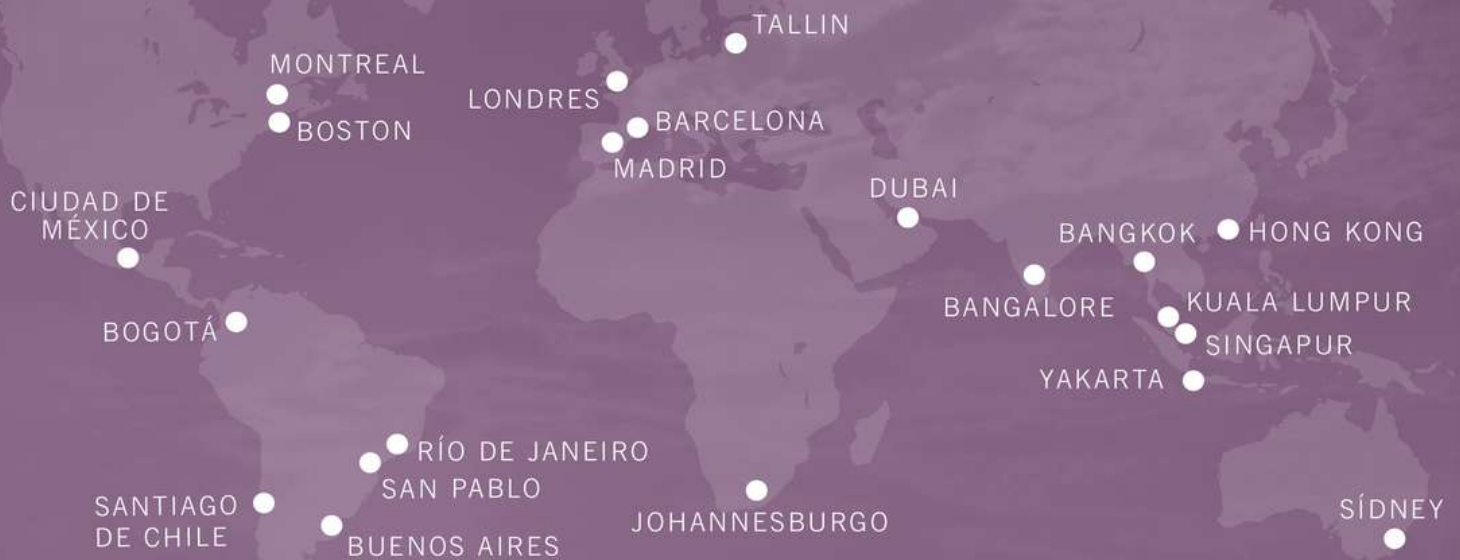 TALLIN
MONTREAL
LONDRES
BARCELONA
BOSTON
MADRID
DUBAI
CIUDAD DE
MÉXICO
BANGKOK
HONG KONG
BANGALORE
KUALA LUMPUR
BOGOTÁ
SINGAPUR
YAKARTA
RÍO DE JANEIRO
SAN PABLO
SANTIAGO
DE CHILE
JOHANNESBURGO
SÍDNEY
BUENOS AIRES